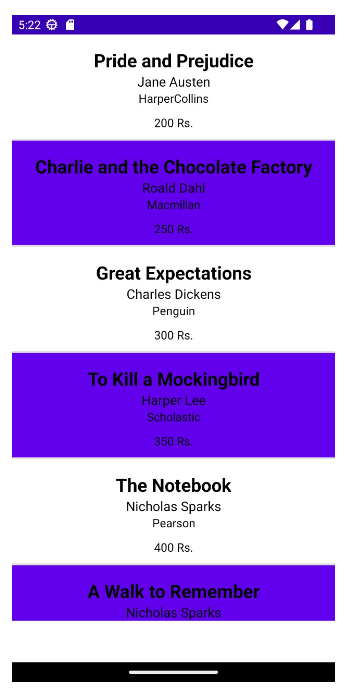 5:22
Pride and Prejudice
Jane Austen
HarperCollins
200 Rs.
Charlie and the Chocolate Factory
Roald Dahl
Macmillan
250 Rs.
Great Expectations
Charles Dickens
Penguin
300 Rs.
To Kill a Mockingbird
Harper Lee
Scholastic
350 Rs.
The Notebook
Nicholas Sparks
Pearson
400 Rs.
A Walk to Remember
Nicholas Sparks